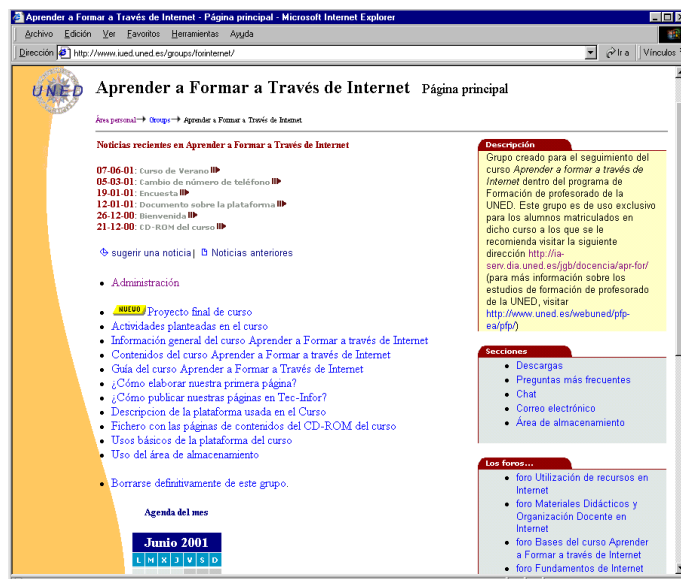 Aprender a Formar a Través de Internet - Página principal - Microsoft Internet Explorer
Archivo Edición Ver Favoritos Herramientas Ayuda
Dirección http://www.iued.uned.es/groups/forinternet/ Ir a Vínculos
UNED
Aprender a Formar a Través de Internet Página principal
Área personal Groups Aprender a Formar a Través de Internet
Noticias recientes en Aprender a Formar a Través de Internet
07-06-01: Curso de Verano
05-03-01: Cambio de número de teléfono
19-01-01: Encuesta
12-01-01: Documento sobre la plataforma
26-12-00: Bienvenida
21-12-00: CD-ROM del curso
sugerir una noticia | Noticias anteriores
Administración
NUEVO Proyecto final de curso
Actividades planteadas en el curso
Información general del curso Aprender a Formar a través de Internet
Contenidos del curso Aprender a Formar a través de Internet
Guía del curso Aprender a Formar a Través de Internet
¿Cómo elaborar nuestra primera página?
¿Cómo publicar nuestras páginas en Tec-Infor?
Descripcion de la plataforma usada en el Curso
Fichero con las páginas de contenidos del CD-ROM del curso
Usos básicos de la plataforma del curso
Uso del área de almacenamiento
Borrarse definitivamente de este grupo.
Agenda del mes
Junio 2001
L M X J V S D
Descripción
Grupo creado para el seguimiento del
curso Aprender a formar a través de
Internet dentro del programa de
Formación de profesorado de la
UNED. Este grupo es de uso exclusivo
para los alumnos matriculados en
dicho curso a los que se le
recomienda visitar la siguiente
dirección http://ia-
serv.dia.uned.es/jgb/docencia/apr-for/
(para más información sobre los
estudios de formación de profesorado
de la UNED, visitar
http://www.uned.es/webuned/pfp-
ea/pfp/)
Secciones
Descargas
Preguntas más frecuentes
Chat
Correo electrónico
Área de almacenamiento
Los foros...
foro Utilización de recursos en
Internet
foro Materiales Didácticos y
Organización Docente en
Internet
foro Bases del curso Aprender
a Formar a través de Internet
foro Fundamentos de Internet